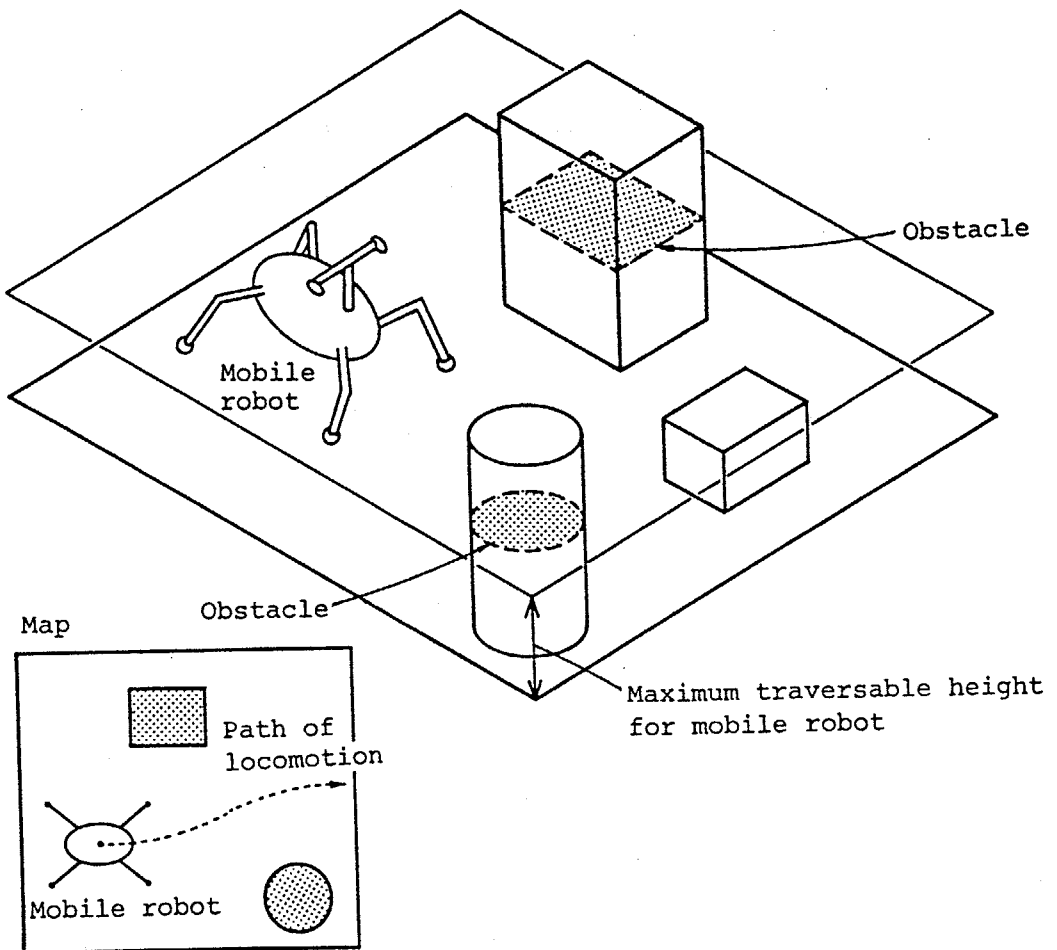 Obstacle
Mobile
robot
Obstacle
Map
Maximum traversable height
for mobile robot
Path of
locomotion
Mobile robot